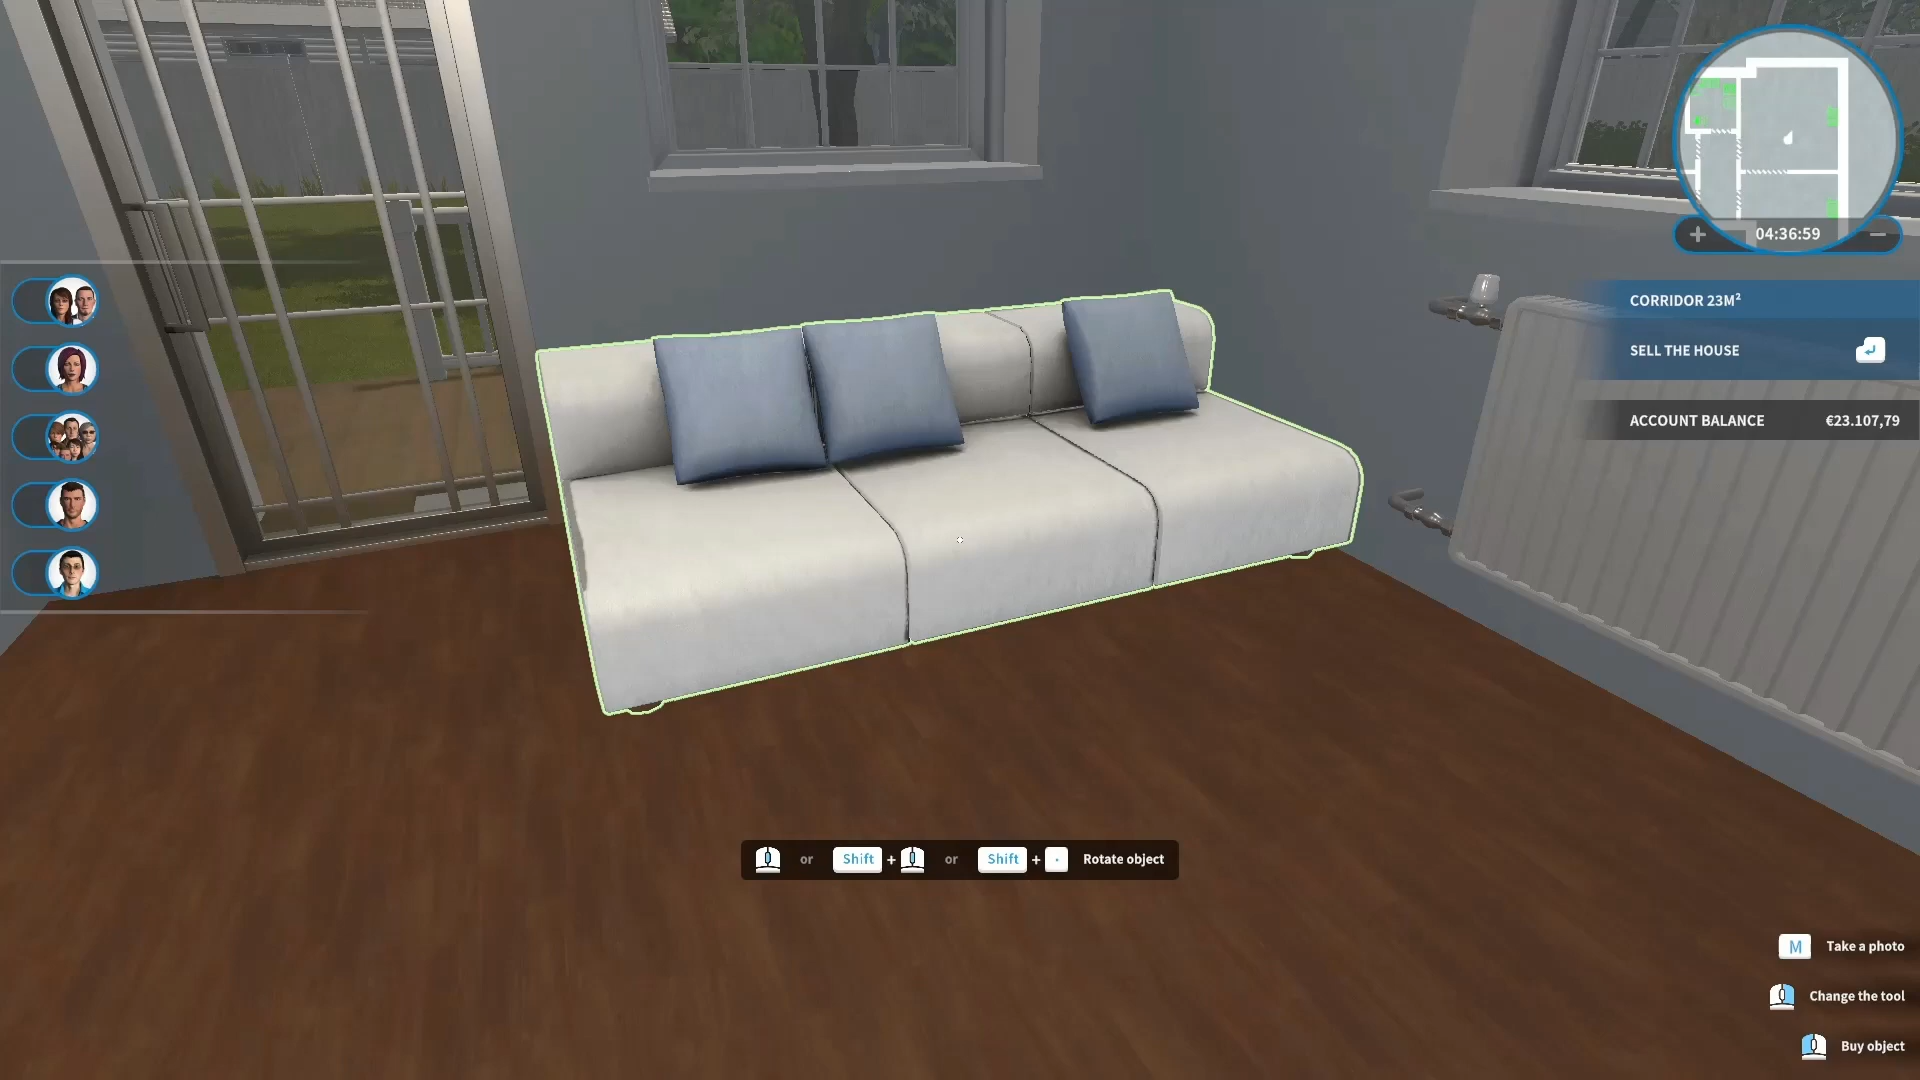 04:36:59
CORRIDOR 23M²
SELL THE HOUSE
ACCOUNT BALANCE €23.107,79
or Shift + or Shift + · Rotate object
M Take a photo
Change the tool
Buy object